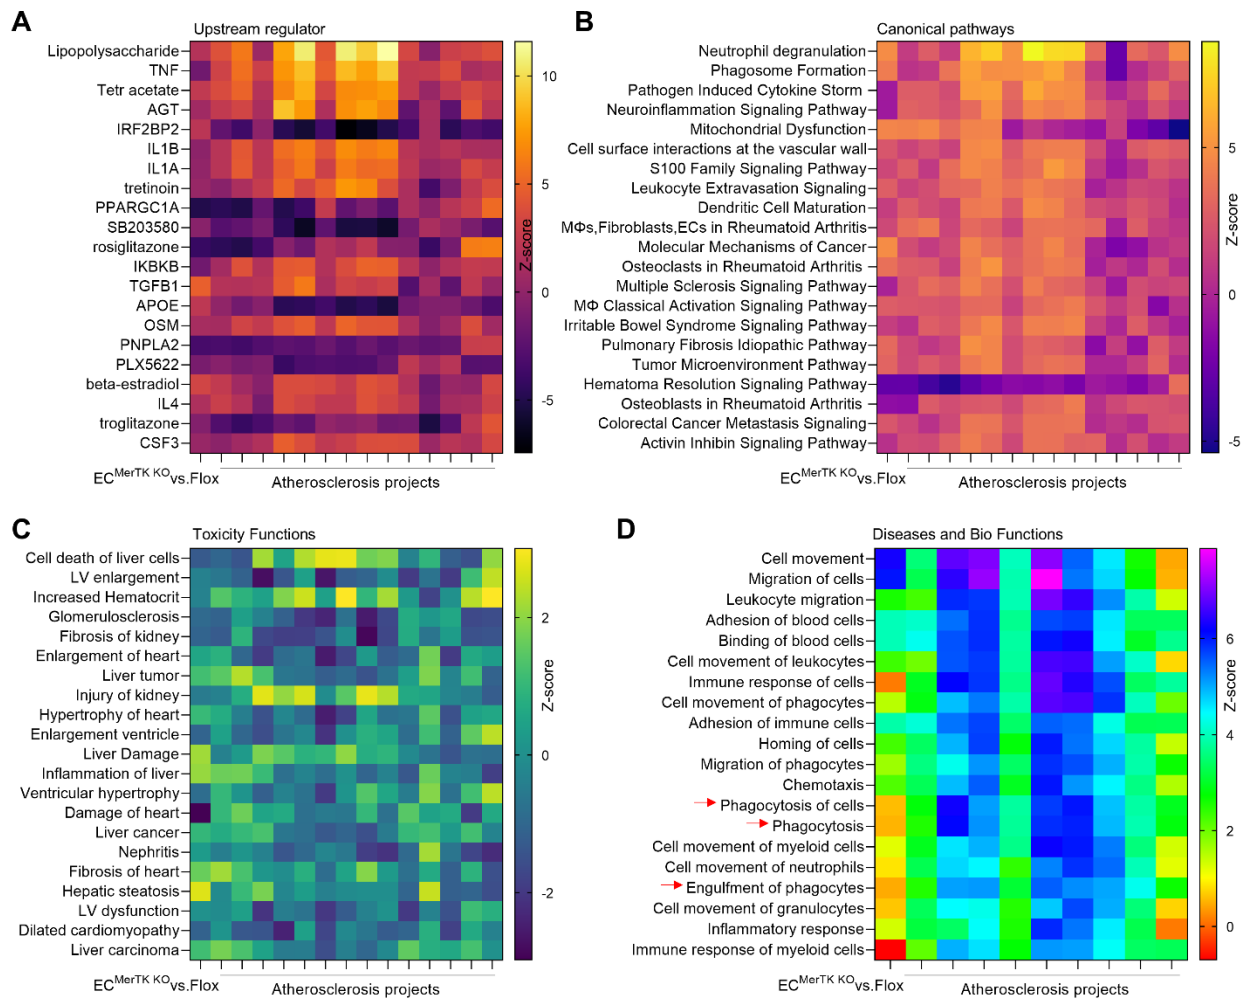 A
Upstream regulator
Lipopolysaccharide
TNF
Tetr acetate
AGT
IRF2BP2
IL1B
IL1A
tretinoin
PPARGC1A
SB203580
rosiglitazone
IKBKB
TGFB1
APOE
OSM
PNPLA2
PLX5622
beta-estradiol
IL4
troglitazone
CSF3
EC^MerTK KO vs.Flox
Atherosclerosis projects
10
5
0
-5
Z-score
B
Canonical pathways
Neutrophil degranulation
Phagosome Formation
Pathogen Induced Cytokine Storm
Neuroinflammation Signaling Pathway
Mitochondrial Dysfunction
Cell surface interactions at the vascular wall
S100 Family Signaling Pathway
Leukocyte Extravasation Signaling
Dendritic Cell Maturation
MΦs,Fibroblasts,ECs in Rheumatoid Arthritis
Molecular Mechanisms of Cancer
Osteoclasts in Rheumatoid Arthritis
Multiple Sclerosis Signaling Pathway
MΦ Classical Activation Signaling Pathway
Irritable Bowel Syndrome Signaling Pathway
Pulmonary Fibrosis Idiopathic Pathway
Tumor Microenvironment Pathway
Hematoma Resolution Signaling Pathway
Osteoblasts in Rheumatoid Arthritis
Colorectal Cancer Metastasis Signaling
Activin Inhibin Signaling Pathway
EC^MerTK KO vs.Flox
Atherosclerosis projects
5
0
-5
Z-score
C
Toxicity Functions
Cell death of liver cells
LV enlargement
Increased Hematocrit
Glomerulosclerosis
Fibrosis of kidney
Enlargement of heart
Liver tumor
Injury of kidney
Hypertrophy of heart
Enlargement ventricle
Liver Damage
Inflammation of liver
Ventricular hypertrophy
Damage of heart
Liver cancer
Nephritis
Fibrosis of heart
Hepatic steatosis
LV dysfunction
Dilated cardiomyopathy
Liver carcinoma
EC^MerTK KO vs.Flox
Atherosclerosis projects
2
0
-2
Z-score
D
Diseases and Bio Functions
Cell movement
Migration of cells
Leukocyte migration
Adhesion of blood cells
Binding of blood cells
Cell movement of leukocytes
Immune response of cells
Cell movement of phagocytes
Adhesion of immune cells
Homing of cells
Migration of phagocytes
Chemotaxis
Phagocytosis of cells
Phagocytosis
Cell movement of myeloid cells
Cell movement of neutrophils
Engulfment of phagocytes
Cell movement of granulocytes
Inflammatory response
Immune response of myeloid cells
EC^MerTK KO vs.Flox
Atherosclerosis projects
6
4
2
0
Z-score